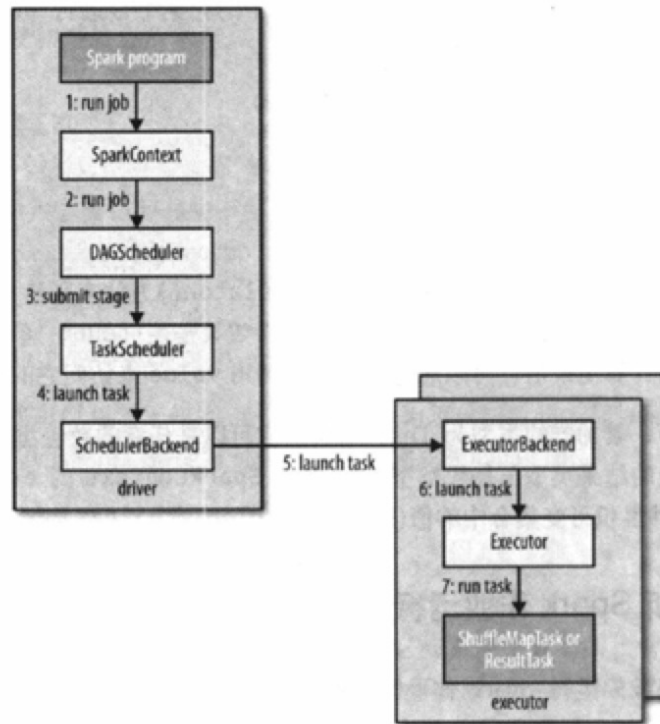 Spark program
1: run job
SparkContext
2: run job
DAGScheduler
3: submit stage
TaskScheduler
4: launch task
SchedulerBackend
driver
5: launch task
ExecutorBackend
6: launch task
Executor
7: run task
ShuffleMapTask or
ResultTask
executor